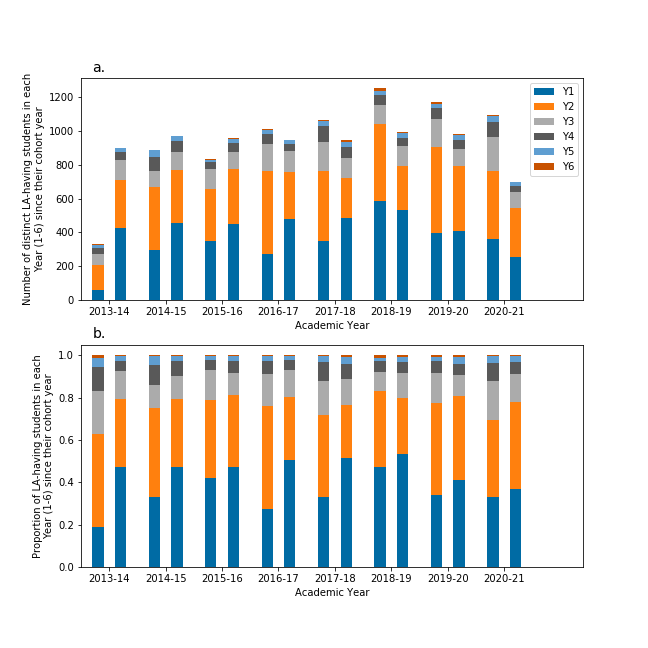 a.
Number of distinct LA-having students in each
Year (1-6) since their cohort year
1200
1000
800
600
400
200
0
Y1
Y2
Y3
Y4
Y5
Y6
2013-14 2014-15 2015-16 2016-17 2017-18 2018-19 2019-20 2020-21
Academic Year
b.
Proportion of LA-having students in each
Year (1-6) since their cohort year
1.0
0.8
0.6
0.4
0.2
0.0
2013-14 2014-15 2015-16 2016-17 2017-18 2018-19 2019-20 2020-21
Academic Year